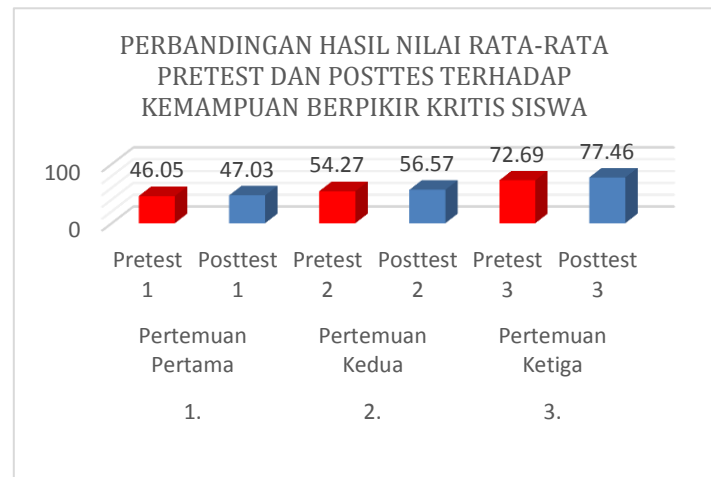 PERBANDINGAN HASIL NILAI RATA-RATA
PRETEST DAN POSTTES TERHADAP
KEMAMPUAN BERPIKIR KRITIS SISWA
100
0
46.05 47.03 54.27 56.57 72.69 77.46
Pretest Posttest Pretest Posttest Pretest Posttest
1 1 2 2 3 3
Pertemuan Pertemuan Pertemuan
Pertama Kedua Ketiga
1. 2. 3.